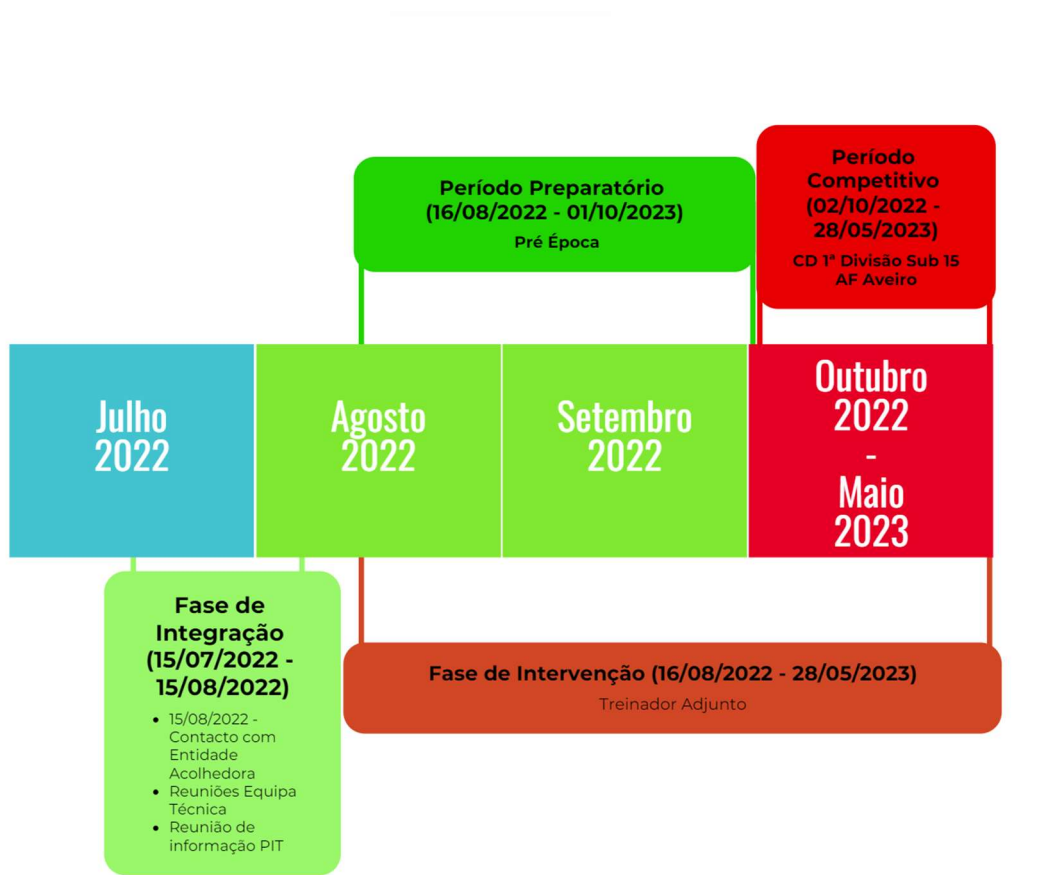 Período Preparatório
(16/08/2022 - 01/10/2023)
Pré Época
Período
Competitivo
(02/10/2022 -
28/05/2023)
CD 1ª Divisão Sub 15
AF Aveiro
Julho
2022
Agosto
2022
Setembro
2022
Outubro
2022
-
Maio
2023
Fase de
Integração
(15/07/2022 -
15/08/2022)
• 15/08/2022 -
Contacto com
Entidade
Acolhedora
• Reuniões Equipa
Técnica
• Reunião de
informação PIT
Fase de Intervenção (16/08/2022 - 28/05/2023)
Treinador Adjunto